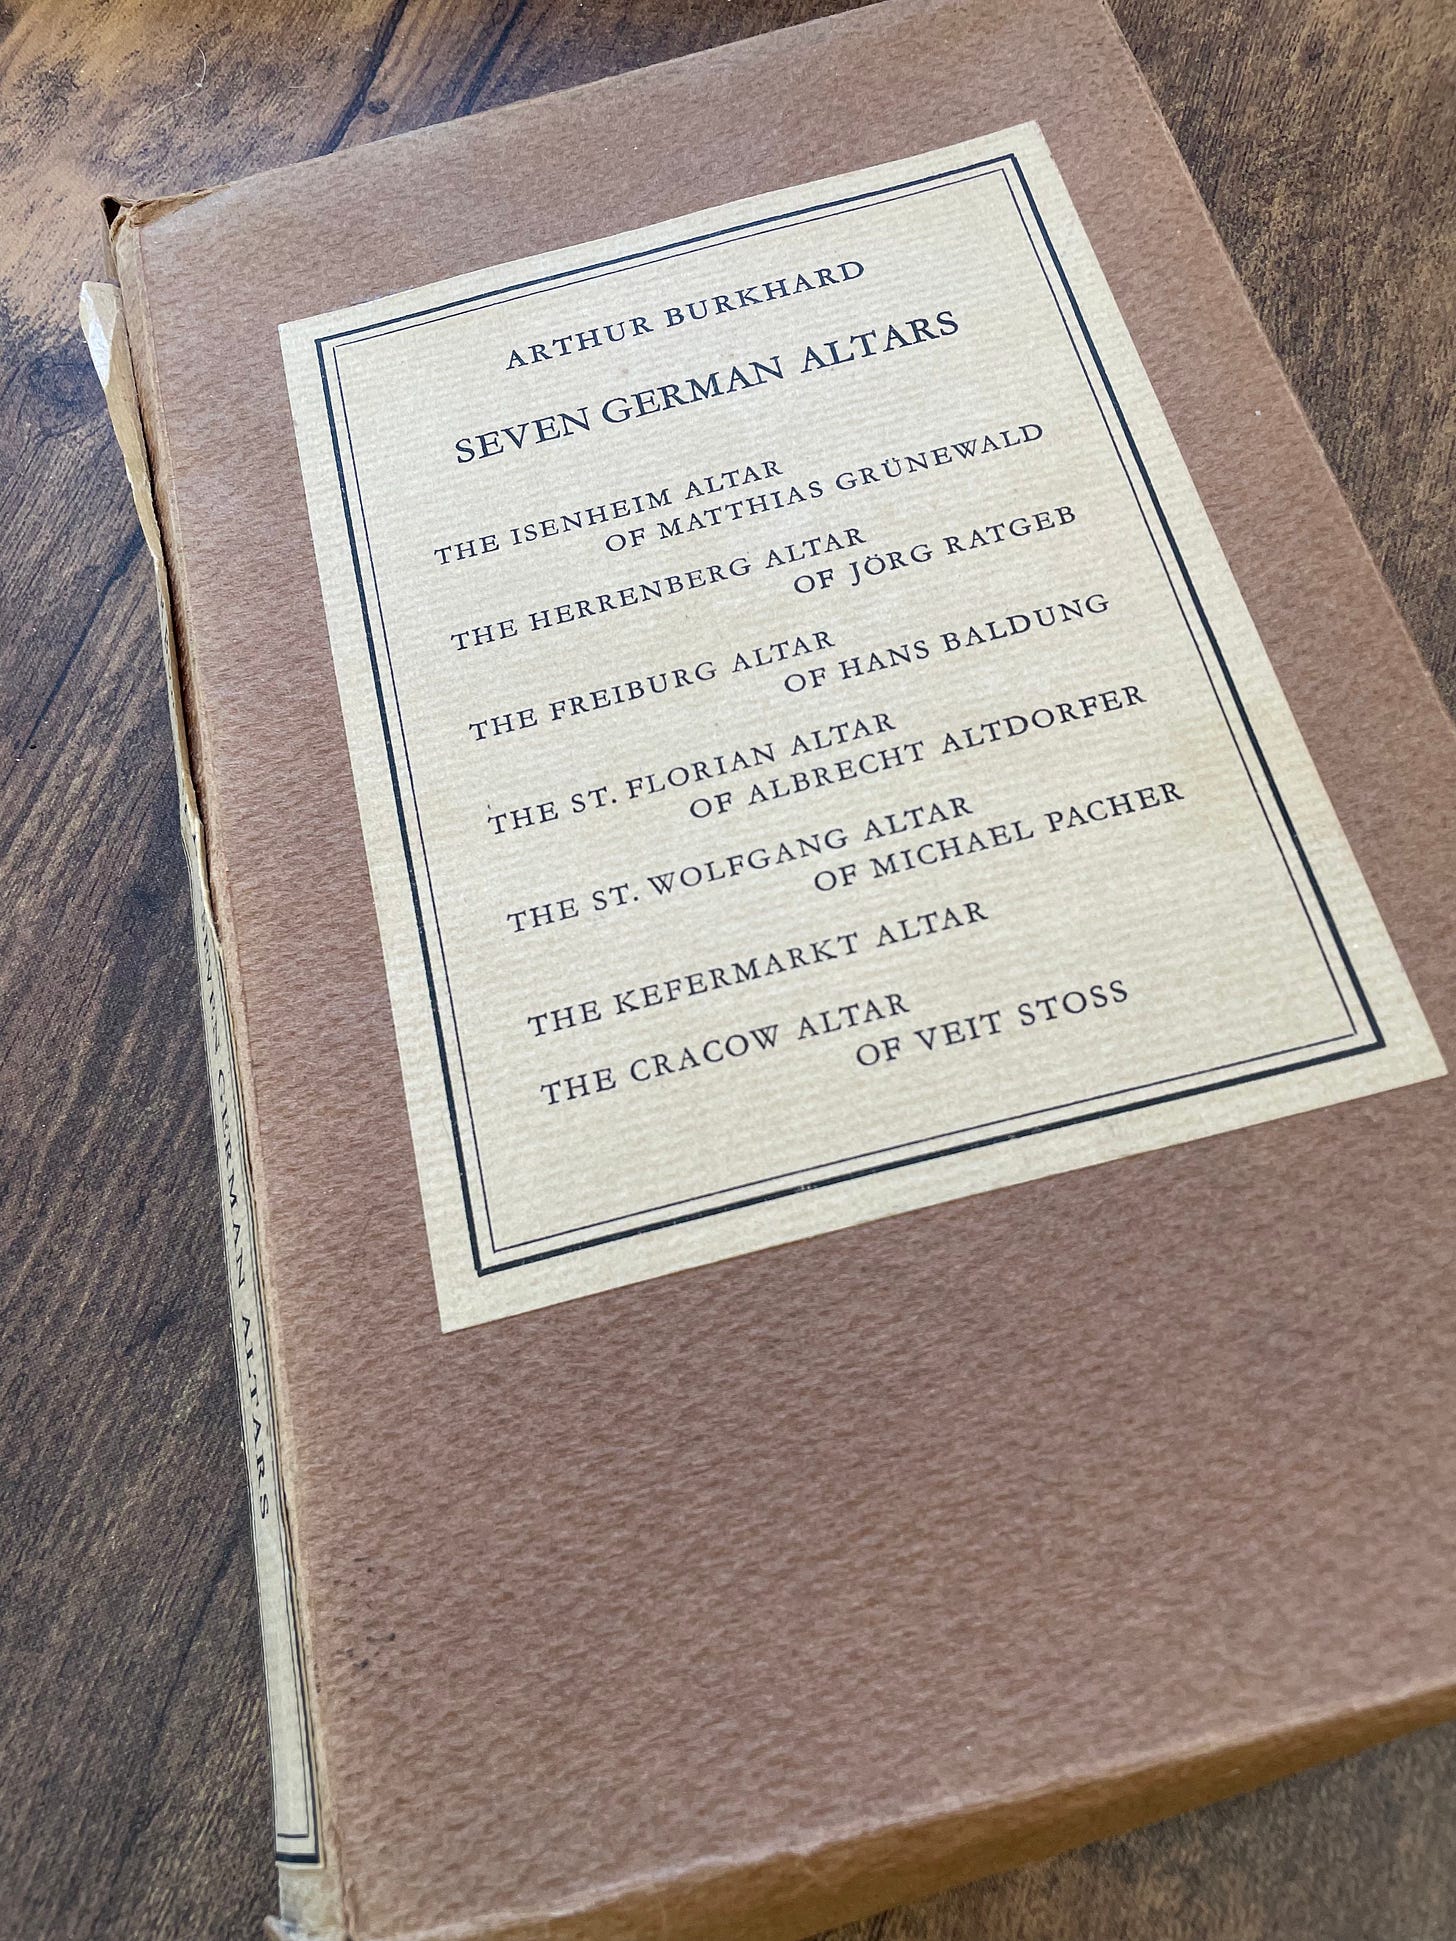 ARTHUR BURKHARD
SEVEN GERMAN ALTARS
THE ISENHEIM ALTAR
OF MATTHIAS GRÜNEWALD
THE HERRENBERG ALTAR
OF JÖRG RATGEB
THE FREIBURG ALTAR
OF HANS BALDUNG
THE ST. FLORIAN ALTAR
OF ALBRECHT ALTDORFER
THE ST. WOLFGANG ALTAR
OF MICHAEL PACHER
THE KEFERMARKT ALTAR
THE CRACOW ALTAR
OF VEIT STOSS
SEVEN GERMAN ALTARS